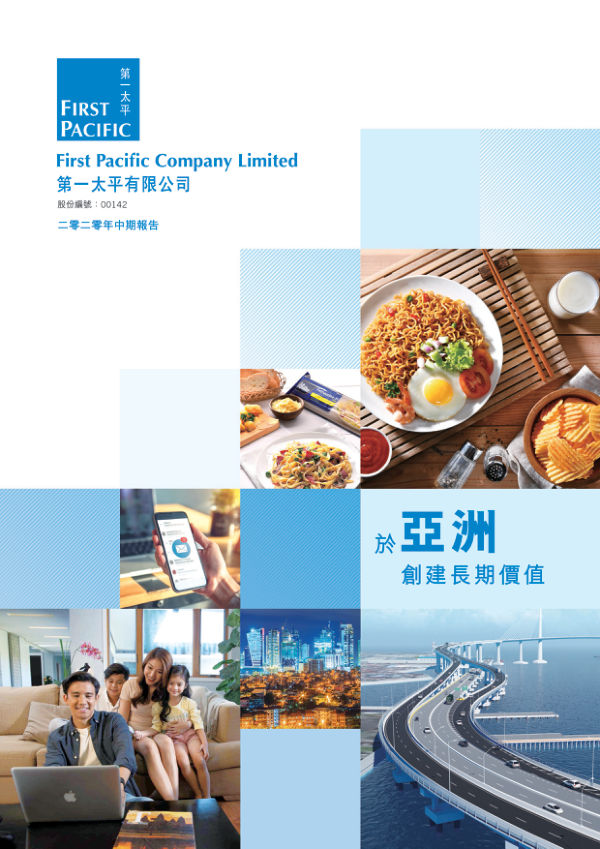 第一太平
FIRST
PACIFIC
First Pacific Company Limited
第一太平有限公司
股份編號：00142
二零二零年中期報告
於 亞洲
創建長期價值